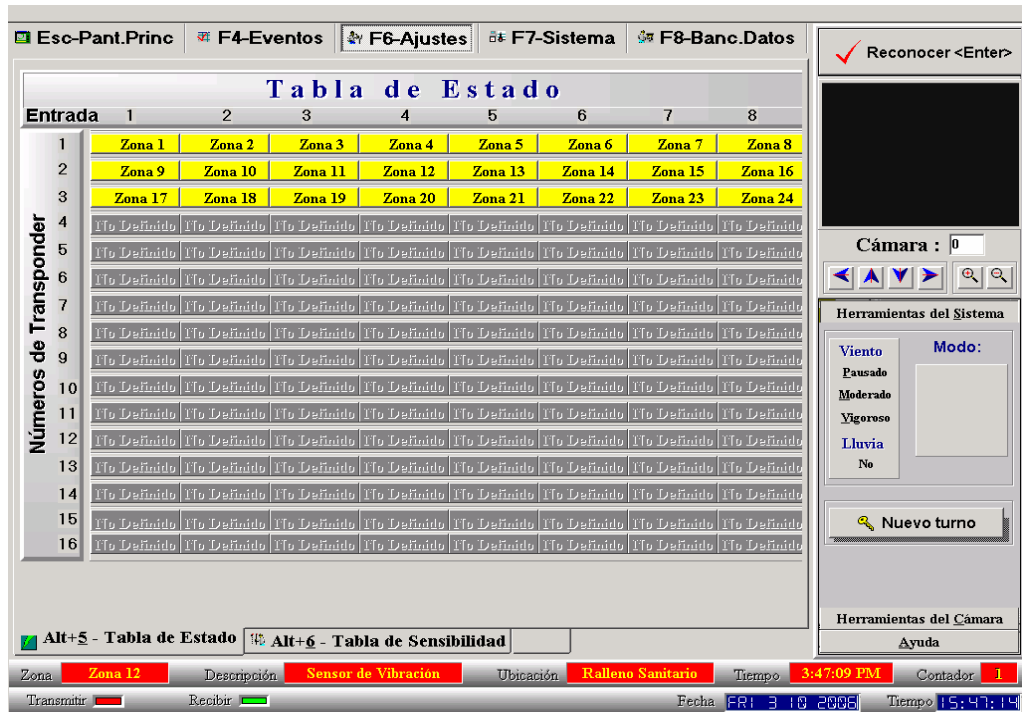 Esc-Pant.Princ F4-Eventos F6-Ajustes F7-Sistema F8-Banc.Datos
Reconocer <Enter>
Tabla de Estado
Entrada 1 2 3 4 5 6 7 8
Números de Transponder
1 Zona 1 Zona 2 Zona 3 Zona 4 Zona 5 Zona 6 Zona 7 Zona 8
2 Zona 9 Zona 10 Zona 11 Zona 12 Zona 13 Zona 14 Zona 15 Zona 16
3 Zona 17 Zona 18 Zona 19 Zona 20 Zona 21 Zona 22 Zona 23 Zona 24
4 No Definido No Definido No Definido No Definido No Definido No Definido No Definido No Definido
5 No Definido No Definido No Definido No Definido No Definido No Definido No Definido No Definido
6 No Definido No Definido No Definido No Definido No Definido No Definido No Definido No Definido
7 No Definido No Definido No Definido No Definido No Definido No Definido No Definido No Definido
8 No Definido No Definido No Definido No Definido No Definido No Definido No Definido No Definido
9 No Definido No Definido No Definido No Definido No Definido No Definido No Definido No Definido
10 No Definido No Definido No Definido No Definido No Definido No Definido No Definido No Definido
11 No Definido No Definido No Definido No Definido No Definido No Definido No Definido No Definido
12 No Definido No Definido No Definido No Definido No Definido No Definido No Definido No Definido
13 No Definido No Definido No Definido No Definido No Definido No Definido No Definido No Definido
14 No Definido No Definido No Definido No Definido No Definido No Definido No Definido No Definido
15 No Definido No Definido No Definido No Definido No Definido No Definido No Definido No Definido
16 No Definido No Definido No Definido No Definido No Definido No Definido No Definido No Definido
Cámara : 0
Herramientas del Sistema
Viento
Modo:
Pausado
Moderado
Vigoroso
Lluvia
No
Nuevo turno
Herramientas del Cámara
Ayuda
Alt+5 - Tabla de Estado Alt+6 - Tabla de Sensibilidad
Zona Zona 12 Descripción Sensor de Vibración Ubicación Ralleno Sanitario Tiempo 3:47:09 PM Contador 1
Transmitir Recibir Fecha FRI 3 10 2006 Tiempo 15:47:14